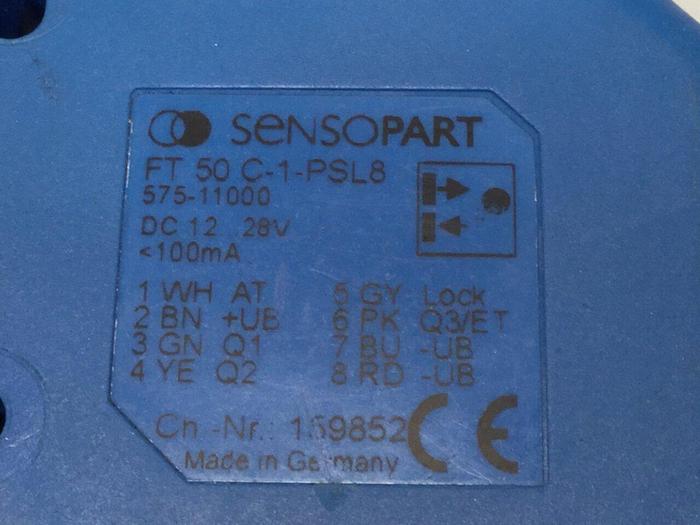 SENSOPART
FT 50 C-1-PSL8
575-11000
DC 12...28V
<100mA
1 WH AT 5 GY Lock
2 BN +UB 6 PK Q3/ET
3 GN Q1 7 BU -UB
4 YE Q2 8 RD -UB
Ch.-Nr.: 159852
Made in Germany
CE